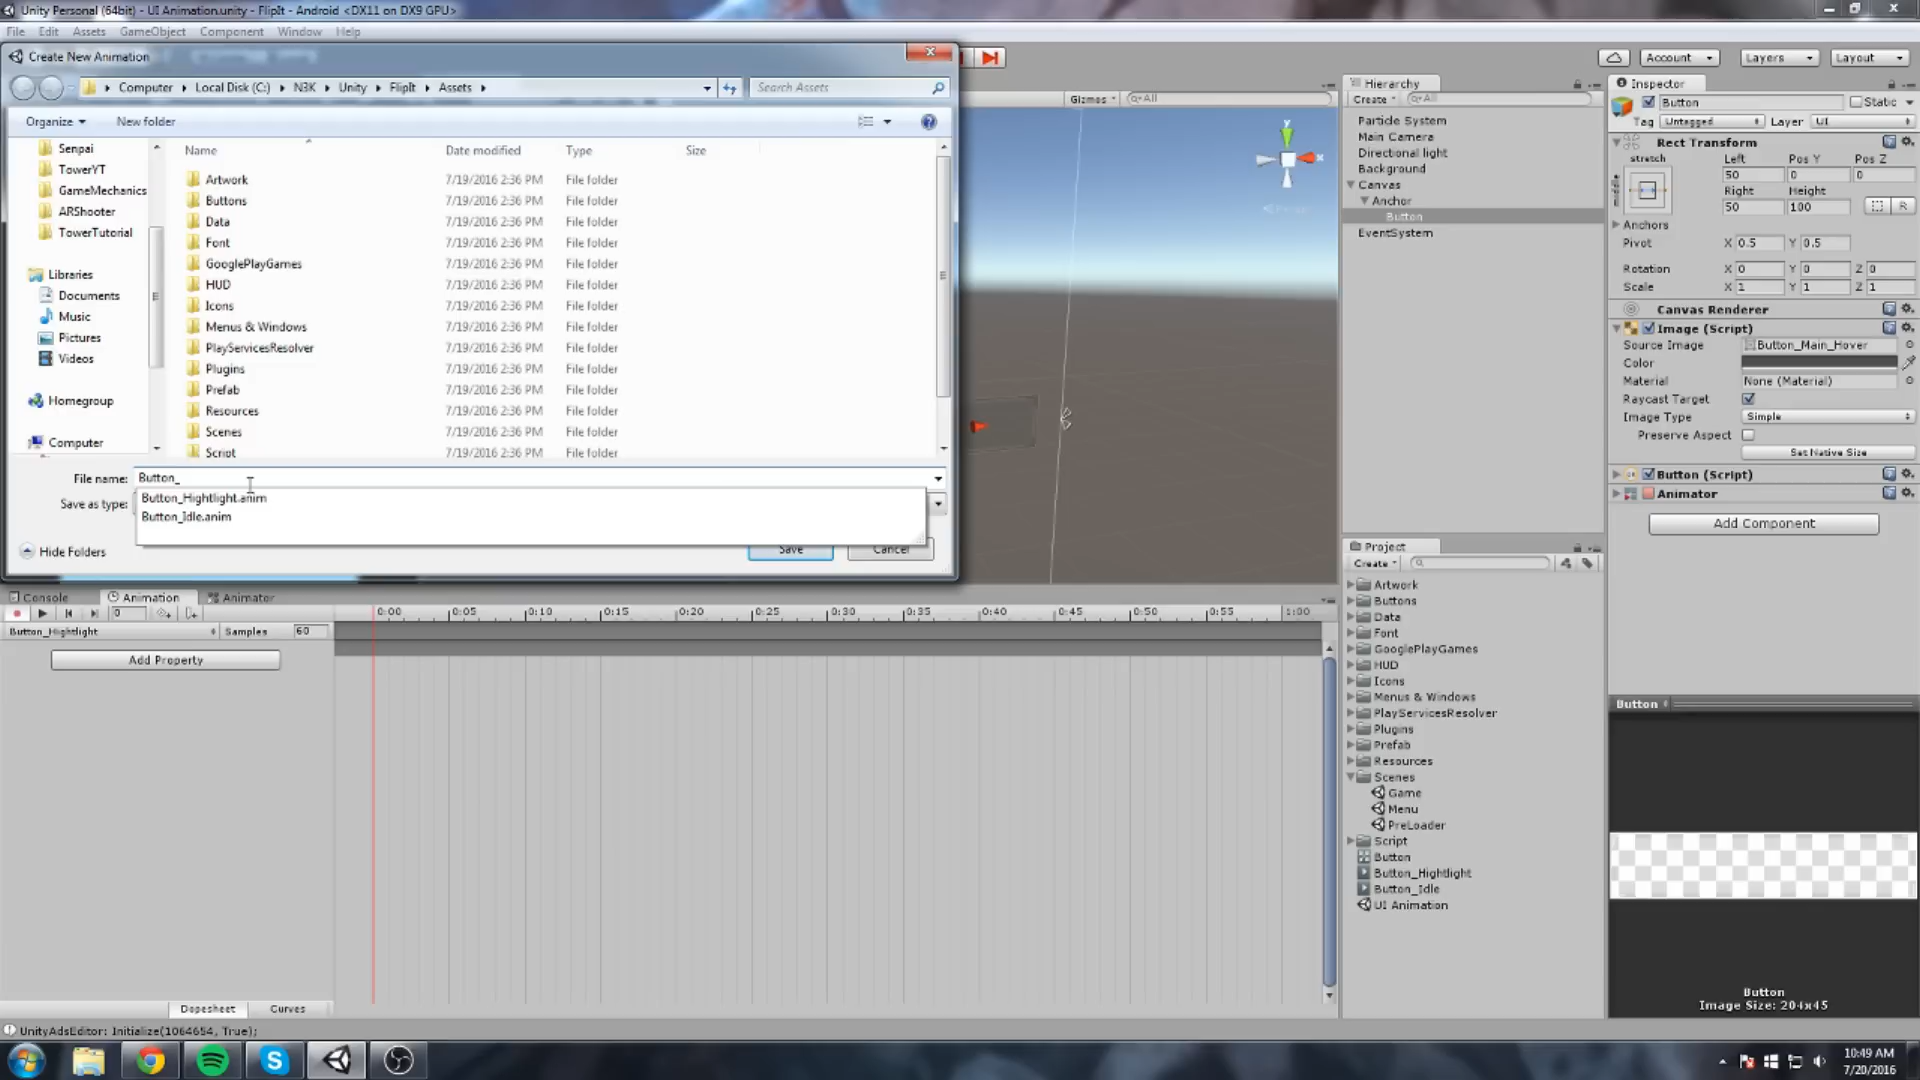 Unity Personal (64bit) - UI Animation.unity - FlipIt - Android <DX11 on DX9 GPU>
File Edit Assets GameObject Component Window Help
Create New Animation
Computer Local Disk (C:) N3K Unity FlipIt Assets
Search Assets
Organize New folder
Name Date modified Type Size
Senpai
TowerYT
GameMechanics
ARShooter
TowerTutorial
Libraries
Documents
Music
Pictures
Videos
Homegroup
Computer
Artwork 7/19/2016 2:36 PM File folder
Buttons 7/19/2016 2:36 PM File folder
Data 7/19/2016 2:36 PM File folder
Font 7/19/2016 2:36 PM File folder
GooglePlayGames 7/19/2016 2:36 PM File folder
HUD 7/19/2016 2:36 PM File folder
Icons 7/19/2016 2:36 PM File folder
Menus & Windows 7/19/2016 2:36 PM File folder
PlayServicesResolver 7/19/2016 2:36 PM File folder
Plugins 7/19/2016 2:36 PM File folder
Prefab 7/19/2016 2:36 PM File folder
Resources 7/19/2016 2:36 PM File folder
Scenes 7/19/2016 2:36 PM File folder
Script 7/19/2016 2:36 PM File folder
File name: Button_
Save as type:
Button_Hightlight.anim
Button_Idle.anim
Hide Folders
Save Cancel
Account Layers Layout
Gizmos All
y
x
Hierarchy
Create All
Particle System
Main Camera
Directional light
Background
Canvas
Anchor
Button
EventSystem
Inspector
Button Static
Tag Untagged Layer UI
Rect Transform
stretch
middle
Left Pos Y Pos Z
50 0 0
Right Height
50 100 R
Anchors
Pivot X 0.5 Y 0.5
Rotation X 0 Y 0 Z 0
Scale X 1 Y 1 Z 1
Canvas Renderer
Image (Script)
Source Image Button_Main_Hover
Color
Material None (Material)
Raycast Target
Image Type Simple
Preserve Aspect
Set Native Size
Button (Script)
Animator
Add Component
Project
Create
Artwork
Buttons
Data
Font
GooglePlayGames
HUD
Icons
Menus & Windows
PlayServicesResolver
Plugins
Prefab
Resources
Scenes
Game
Menu
PreLoader
Script
Button
Button_Hightlight
Button_Idle
UI Animation
Button
Button
Image Size: 204x45
Console Animation Animator
0
0:00 0:05 0:10 0:15 0:20 0:25 0:30 0:35 0:40 0:45 0:50 0:55 1:00
Button_Hightlight Samples 60
Add Property
Dopesheet Curves
UnityAdsEditor: Initialize(1064654, True);
10:49 AM
7/20/2016